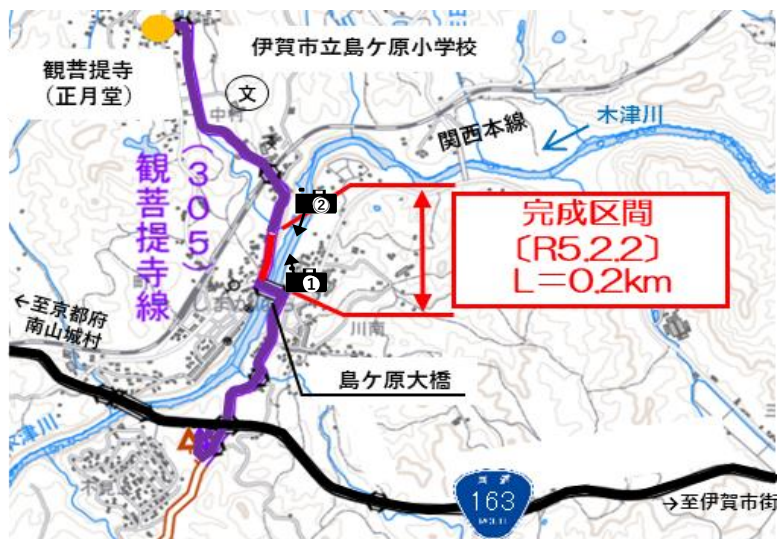 伊賀市立島ケ原小学校
観菩提寺
(正月堂)
文
中村
関西本線
木津川
(305)
観菩提寺線
②
完成区間
〔R5.2.2〕
L=0.2km
①
←至京都府
南山城村
川南
島ケ原大橋
木津川
国道
163
ROUTE
→至伊賀市街